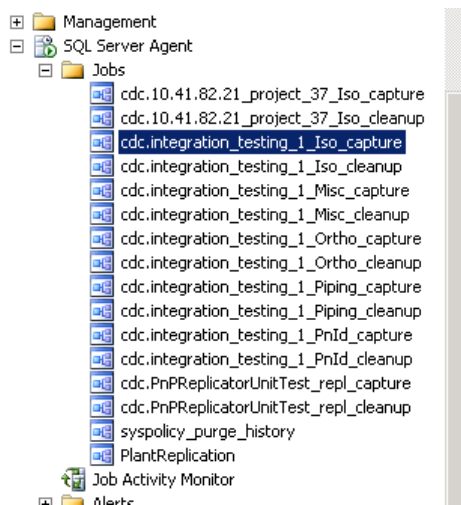 Management
SQL Server Agent
Jobs
cdc.10.41.82.21_project_37_Iso_capture
cdc.10.41.82.21_project_37_Iso_cleanup
cdc.integration_testing_1_Iso_capture
cdc.integration_testing_1_Iso_cleanup
cdc.integration_testing_1_Misc_capture
cdc.integration_testing_1_Misc_cleanup
cdc.integration_testing_1_Ortho_capture
cdc.integration_testing_1_Ortho_cleanup
cdc.integration_testing_1_Piping_capture
cdc.integration_testing_1_Piping_cleanup
cdc.integration_testing_1_PnId_capture
cdc.integration_testing_1_PnId_cleanup
cdc.PnPReplicatorUnitTest_repl_capture
cdc.PnPReplicatorUnitTest_repl_cleanup
syspolicy_purge_history
PlantReplication
Job Activity Monitor
Alerts